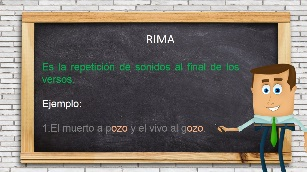 RIMA
Es la repetición de sonidos al final de los
versos.
Ejemplo:
1.El muerto a pozo y el vivo al gozo.